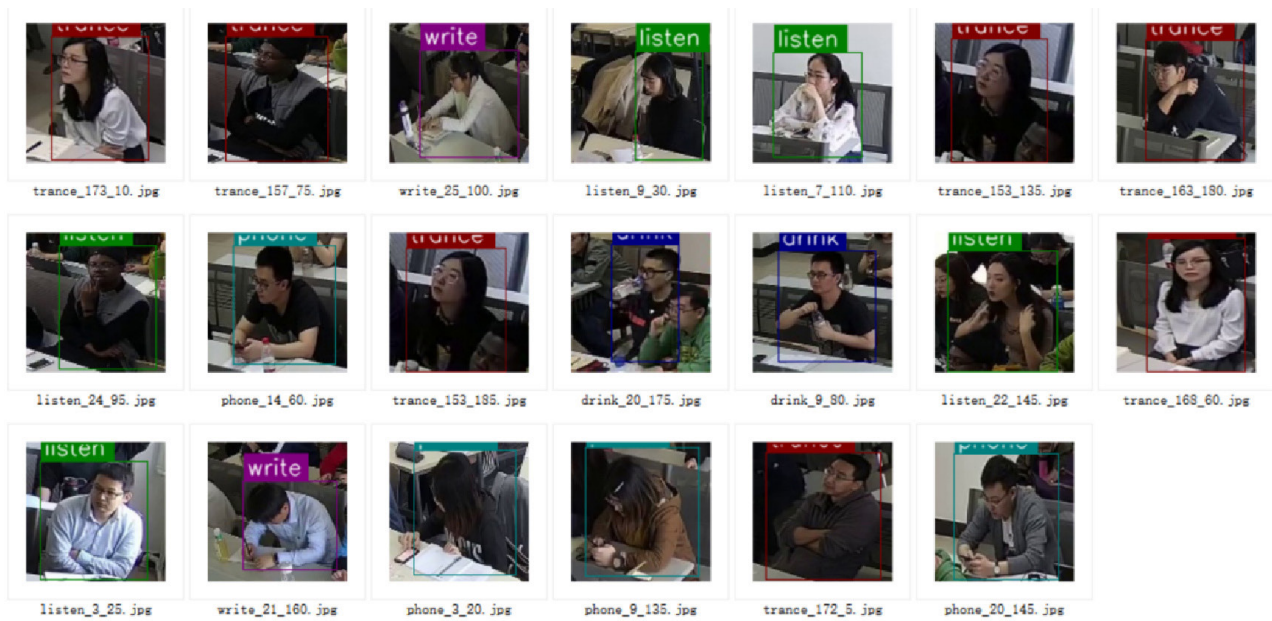 trance
trance
write
listen
listen
trance
trance
trance_173_10.jpg
trance_157_75.jpg
write_25_100.jpg
listen_9_30.jpg
listen_7_110.jpg
trance_153_135.jpg
trance_163_180.jpg
listen
phone
trance
drink
drink
listen
listen_24_95.jpg
phone_14_60.jpg
trance_153_185.jpg
drink_20_175.jpg
drink_9_80.jpg
listen_22_145.jpg
trance_168_60.jpg
listen
write
trance
phone
listen_3_25.jpg
write_21_160.jpg
phone_3_20.jpg
phone_9_135.jpg
trance_172_5.jpg
phone_20_145.jpg